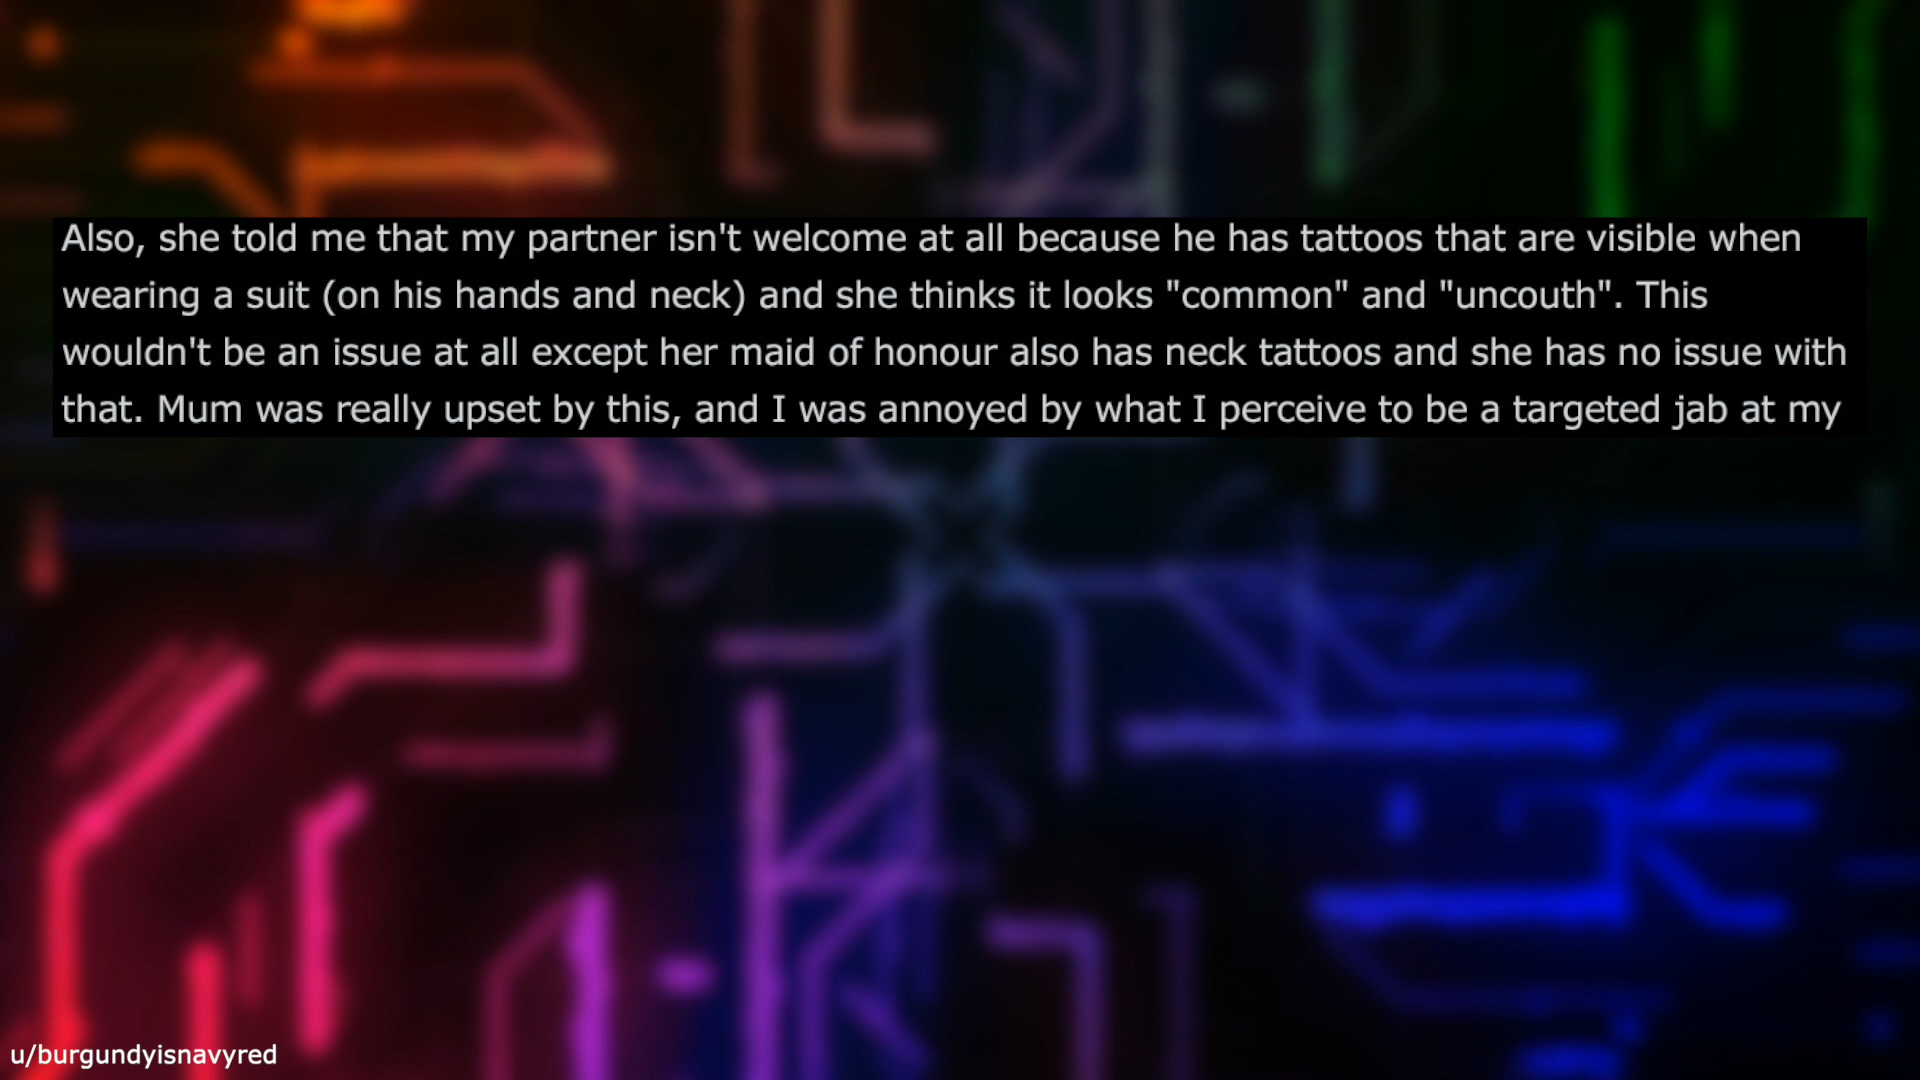 Also, she told me that my partner isn't welcome at all because he has tattoos that are visible when
wearing a suit (on his hands and neck) and she thinks it looks "common" and "uncouth". This
wouldn't be an issue at all except her maid of honour also has neck tattoos and she has no issue with
that. Mum was really upset by this, and I was annoyed by what I perceive to be a targeted jab at my
u/burgundyisnavyred